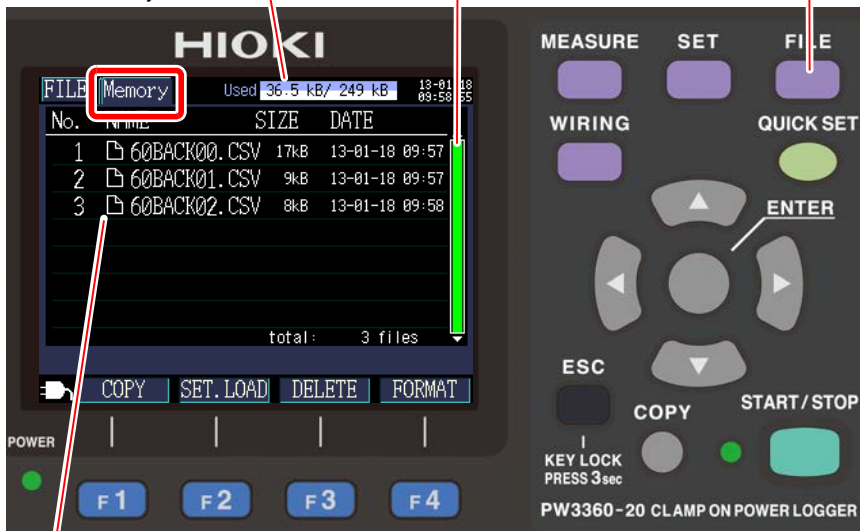 HIOKI
FILE Memory Used 36.5 kB/ 249 kB 13-01-18
09:58:55
No. NAME SIZE DATE
1 60BACK00.CSV 17kB 13-01-18 09:57
2 60BACK01.CSV 9kB 13-01-18 09:57
3 60BACK02.CSV 8kB 13-01-18 09:58
total: 3 files
COPY SET.LOAD DELETE FORMAT
POWER
F1 F2 F3 F4
MEASURE SET FILE
WIRING QUICK SET
ENTER
ESC
COPY START/STOP
KEY LOCK
PRESS 3sec
PW3360-20 CLAMP ON POWER LOGGER